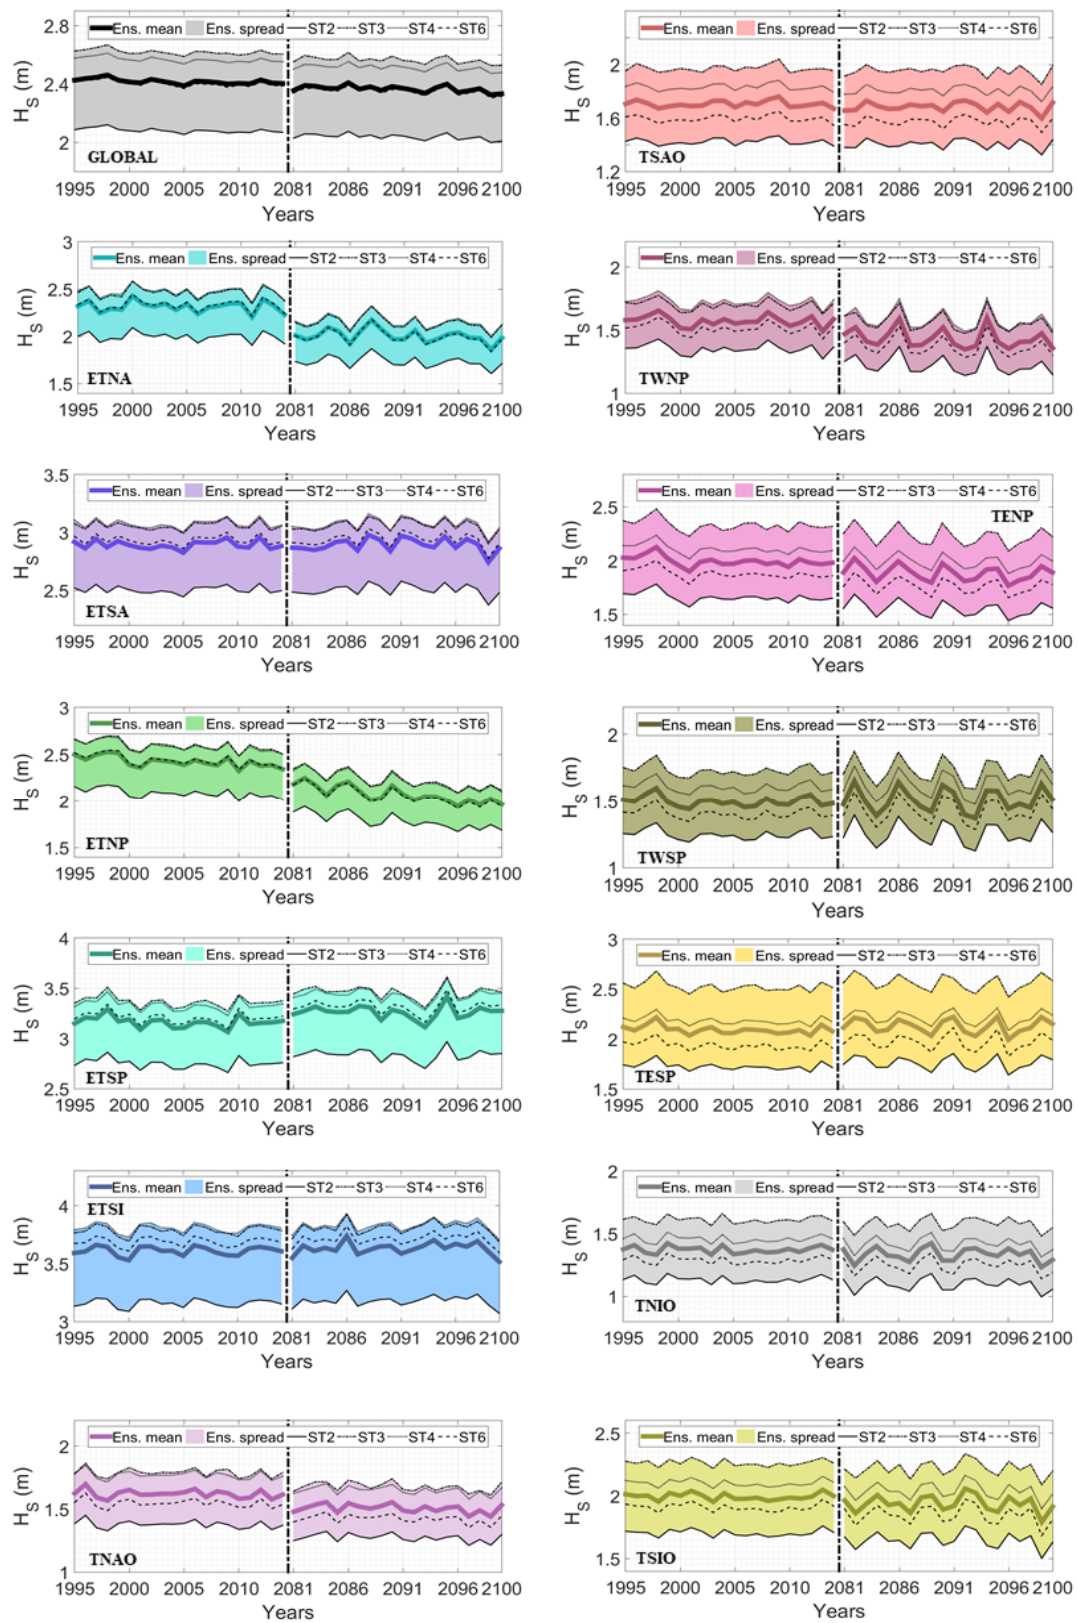 Ens. mean Ens. spread ST2 ST3 ST4 ST6
2.8
2.4
2
H_S (m)
GLOBAL
1995 2000 2005 2010 2081 2086 2091 2096 2100
Years
Ens. mean Ens. spread ST2 ST3 ST4 ST6
2
1.6
1.2
H_S (m)
TSAO
1995 2000 2005 2010 2081 2086 2091 2096 2100
Years
Ens. mean Ens. spread ST2 ST3 ST4 ST6
3
2.5
2
1.5
H_S (m)
ETNA
1995 2000 2005 2010 2081 2086 2091 2096 2100
Years
Ens. mean Ens. spread ST2 ST3 ST4 ST6
2
1.5
1
H_S (m)
TWNP
1995 2000 2005 2010 2081 2086 2091 2096 2100
Years
Ens. mean Ens. spread ST2 ST3 ST4 ST6
3.5
3
2.5
H_S (m)
ETSA
1995 2000 2005 2010 2081 2086 2091 2096 2100
Years
Ens. mean Ens. spread ST2 ST3 ST4 ST6
2.5
2
1.5
H_S (m)
TENP
1995 2000 2005 2010 2081 2086 2091 2096 2100
Years
Ens. mean Ens. spread ST2 ST3 ST4 ST6
3
2.5
2
1.5
H_S (m)
ETNP
1995 2000 2005 2010 2081 2086 2091 2096 2100
Years
Ens. mean Ens. spread ST2 ST3 ST4 ST6
2
1.5
1
H_S (m)
TWSP
1995 2000 2005 2010 2081 2086 2091 2096 2100
Years
Ens. mean Ens. spread ST2 ST3 ST4 ST6
4
3.5
3
2.5
H_S (m)
ETSP
1995 2000 2005 2010 2081 2086 2091 2096 2100
Years
Ens. mean Ens. spread ST2 ST3 ST4 ST6
3
2.5
2
1.5
H_S (m)
TESP
1995 2000 2005 2010 2081 2086 2091 2096 2100
Years
Ens. mean Ens. spread ST2 ST3 ST4 ST6
ETSI
4
3.5
3
H_S (m)
1995 2000 2005 2010 2081 2086 2091 2096 2100
Years
Ens. mean Ens. spread ST2 ST3 ST4 ST6
2
1.5
1
H_S (m)
TNIO
1995 2000 2005 2010 2081 2086 2091 2096 2100
Years
Ens. mean Ens. spread ST2 ST3 ST4 ST6
2
1.5
1
H_S (m)
TNAO
1995 2000 2005 2010 2081 2086 2091 2096 2100
Years
Ens. mean Ens. spread ST2 ST3 ST4 ST6
2.5
2
1.5
H_S (m)
TSIO
1995 2000 2005 2010 2081 2086 2091 2096 2100
Years